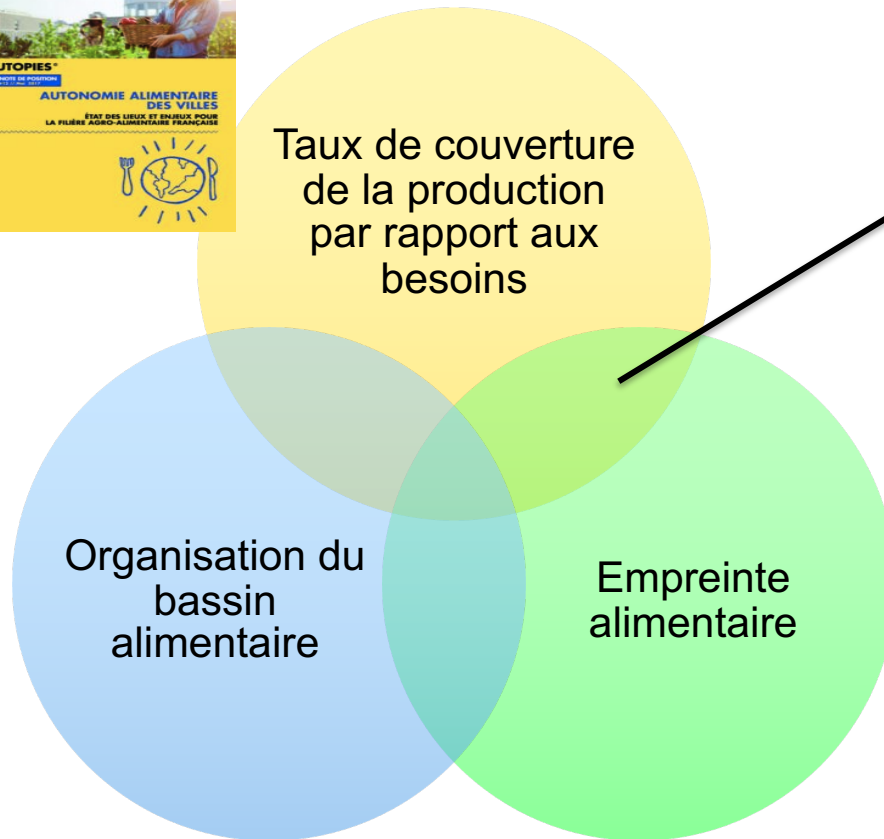 UTOPIES®
NOTE DE POSITION
AUTONOMIE ALIMENTAIRE
DES VILLES
ÉTAT DES LIEUX ET ENJEUX POUR
LA FILIÈRE AGRO-ALIMENTAIRE FRANÇAISE
Taux de couverture
de la production
par rapport aux
besoins
Organisation du
bassin
alimentaire
Empreinte
alimentaire